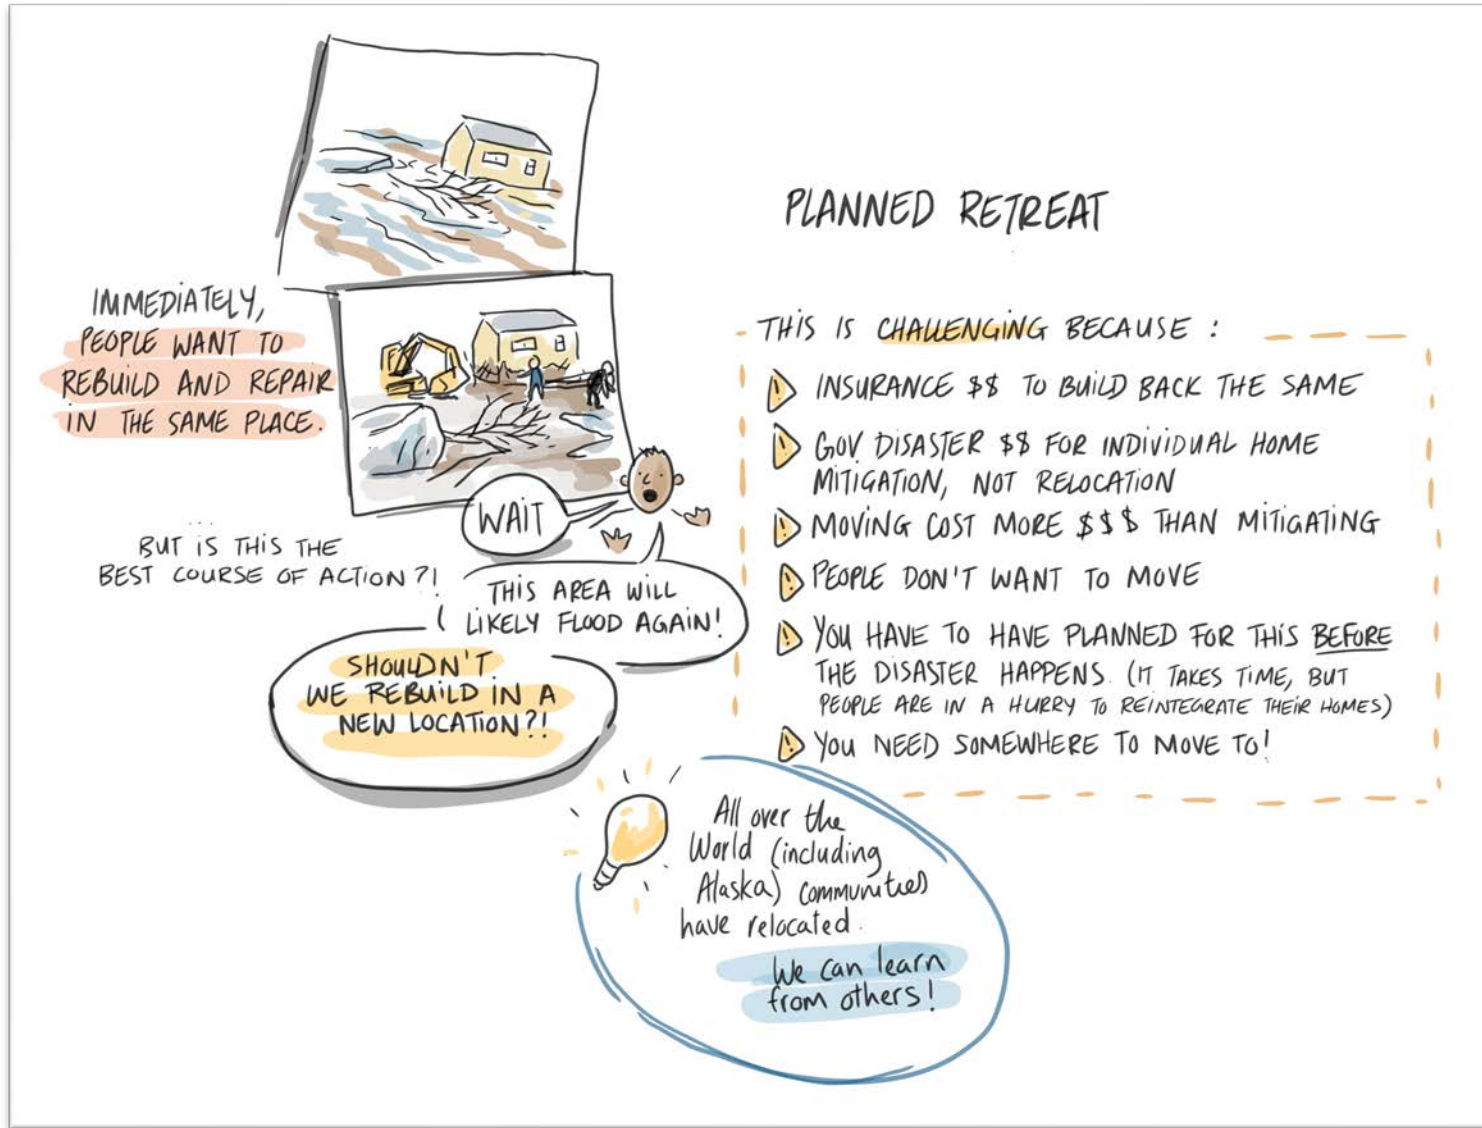 PLANNED RETREAT
IMMEDIATELY,
PEOPLE WANT TO
REBUILD AND REPAIR
IN THE SAME PLACE.
... BUT IS THIS THE
BEST COURSE OF ACTION?!
WAIT
THIS AREA WILL
LIKELY FLOOD AGAIN!
SHOULDN'T
WE REBUILD IN A
NEW LOCATION?!
THIS IS CHALLENGING BECAUSE :
INSURANCE $$ TO BUILD BACK THE SAME
GOV DISASTER $$ FOR INDIVIDUAL HOME
MITIGATION, NOT RELOCATION
MOVING COST MORE $$$ THAN MITIGATING
PEOPLE DON'T WANT TO MOVE
YOU HAVE TO HAVE PLANNED FOR THIS BEFORE
THE DISASTER HAPPENS. (IT TAKES TIME, BUT
PEOPLE ARE IN A HURRY TO REINTEGRATE THEIR HOMES)
YOU NEED SOMEWHERE TO MOVE TO!
All over the
World (including
Alaska) communities
have relocated.
We can learn
from others!